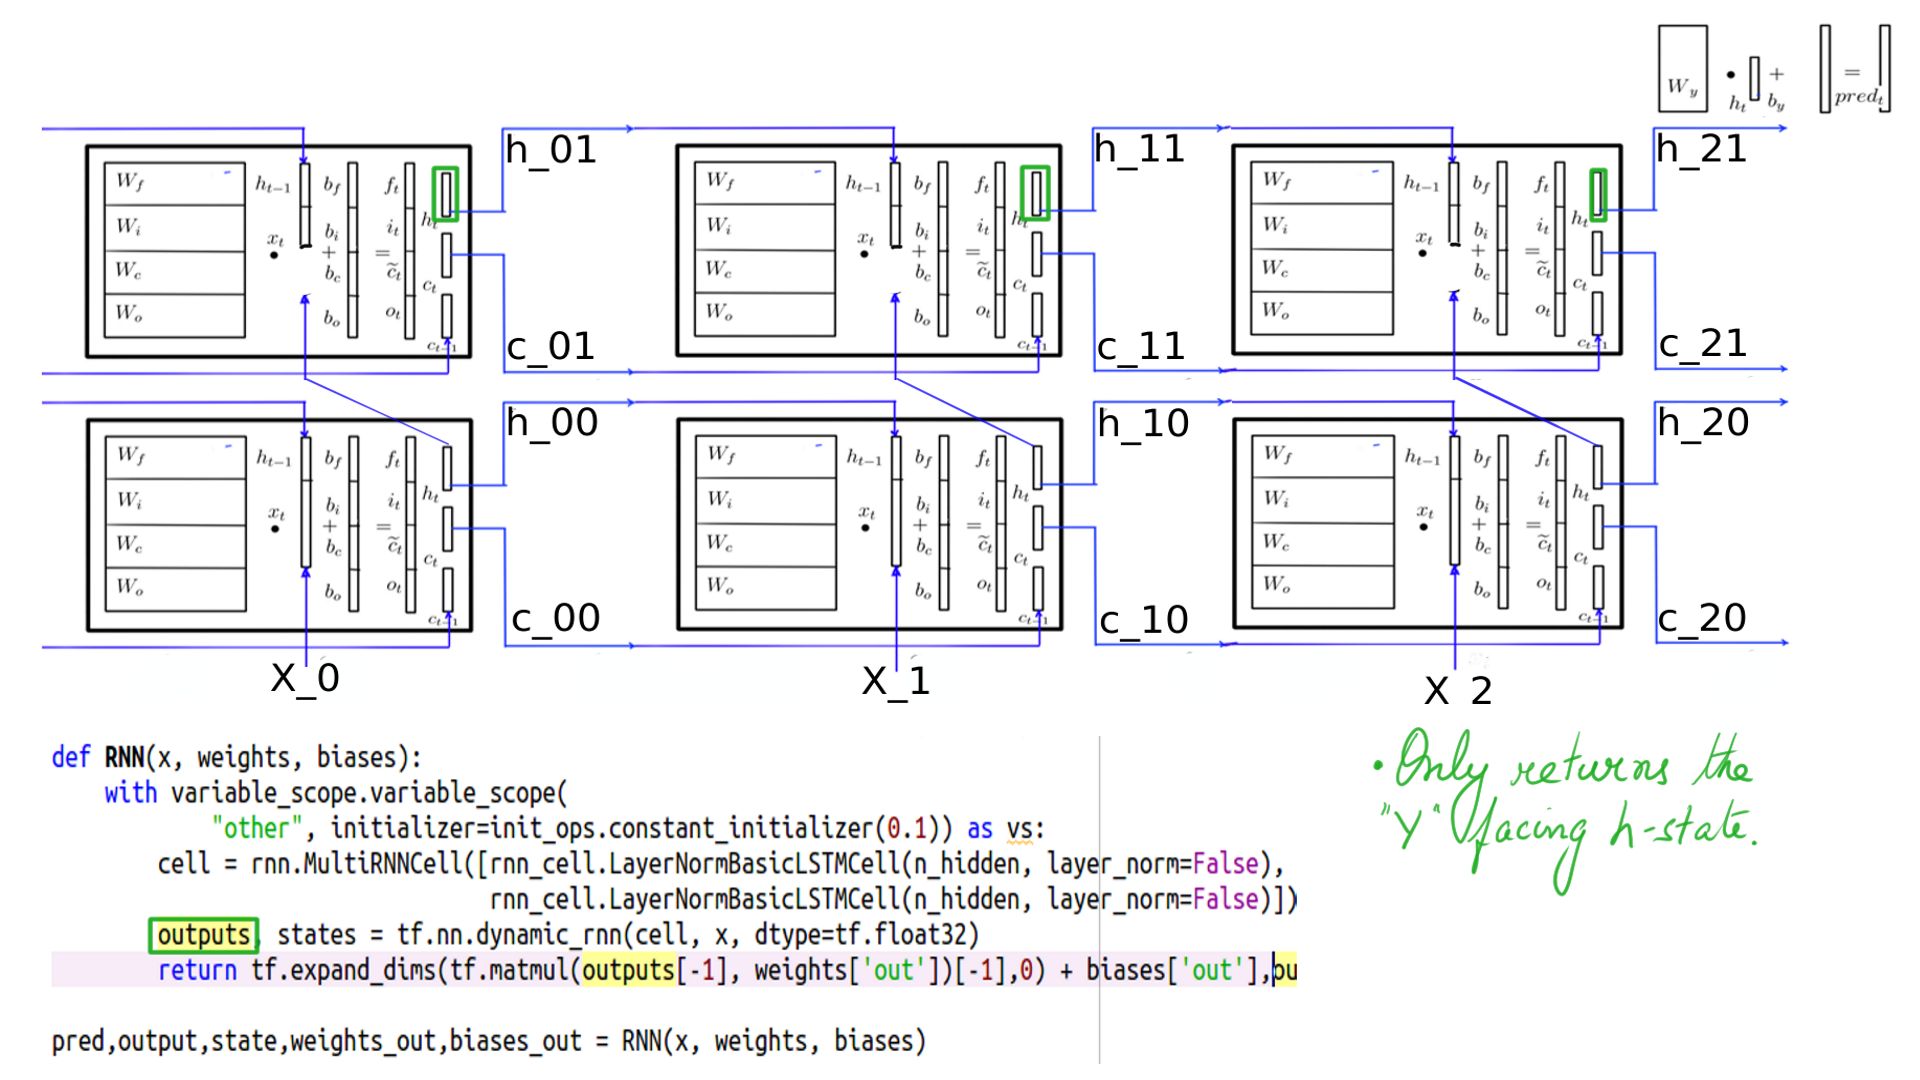 W_y • h_t + b_y = pred_t
h_01 h_11 h_21
W_f h_{t-1} b_f f_t W_f h_{t-1} b_f f_t W_f h_{t-1} b_f f_t
W_i x_t b_i i_t h_t W_i x_t b_i i_t h_t W_i x_t b_i i_t h_t
• + = • + = • + =
W_c b_c c̃_t c_t W_c b_c c̃_t c_t W_c b_c c̃_t c_t
W_o b_o o_t c_{t-1} W_o b_o o_t c_{t-1} W_o b_o o_t c_{t-1}
c_01 c_11 c_21
h_00 h_10 h_20
W_f h_{t-1} b_f f_t W_f h_{t-1} b_f f_t W_f h_{t-1} b_f f_t
W_i x_t b_i i_t h_t W_i x_t b_i i_t h_t W_i x_t b_i i_t h_t
• + = • + = • + =
W_c b_c c̃_t c_t W_c b_c c̃_t c_t W_c b_c c̃_t c_t
W_o b_o o_t c_{t-1} W_o b_o o_t c_{t-1} W_o b_o o_t c_{t-1}
c_00 c_10 c_20
X_0 X_1 X 2
def RNN(x, weights, biases):
with variable_scope.variable_scope(
"other", initializer=init_ops.constant_initializer(0.1)) as vs:
cell = rnn.MultiRNNCell([rnn_cell.LayerNormBasicLSTMCell(n_hidden, layer_norm=False),
rnn_cell.LayerNormBasicLSTMCell(n_hidden, layer_norm=False)])
outputs, states = tf.nn.dynamic_rnn(cell, x, dtype=tf.float32)
return tf.expand_dims(tf.matmul(outputs[-1], weights['out'])[-1],0) + biases['out'],ou
pred,output,state,weights_out,biases_out = RNN(x, weights, biases)
• Only returns the
"Y" facing h-state.